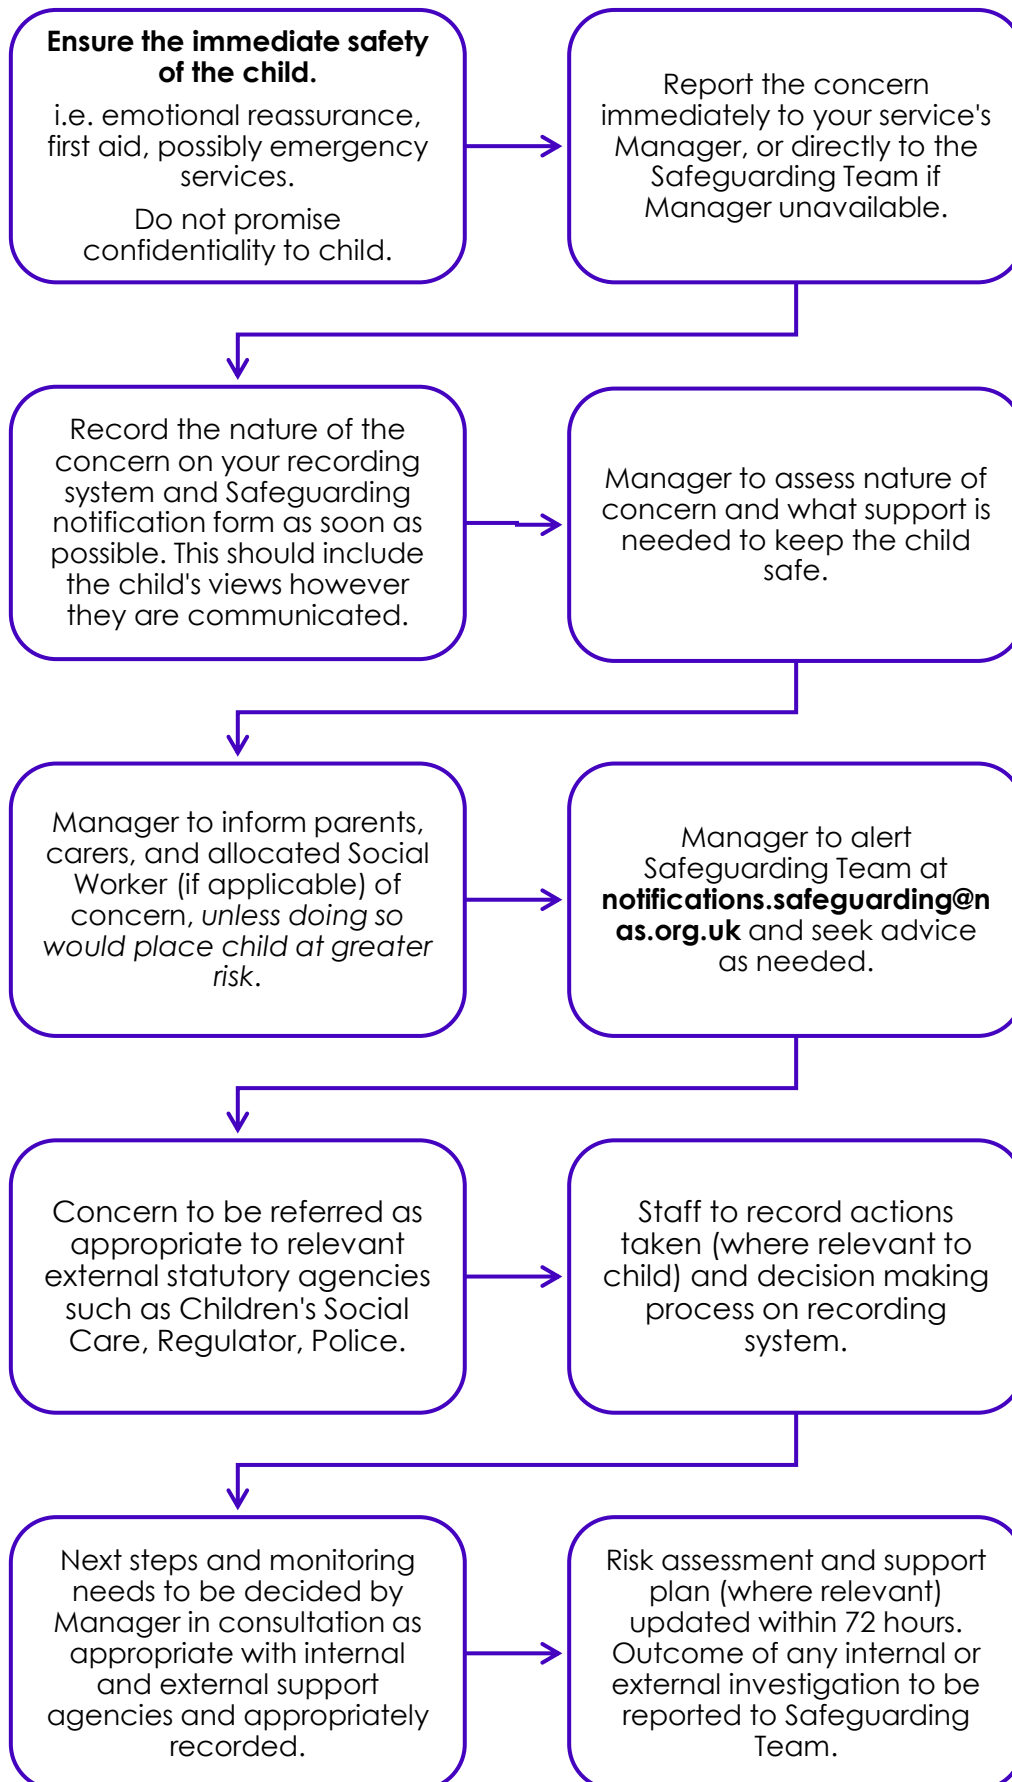 Ensure the immediate safety
of the child.
i.e. emotional reassurance,
first aid, possibly emergency
services.
Do not promise
confidentiality to child.
Report the concern
immediately to your service's
Manager, or directly to the
Safeguarding Team if
Manager unavailable.
Record the nature of the
concern on your recording
system and Safeguarding
notification form as soon as
possible. This should include
the child's views however
they are communicated.
Manager to assess nature of
concern and what support is
needed to keep the child
safe.
Manager to inform parents,
carers, and allocated Social
Worker (if applicable) of
concern, unless doing so
would place child at greater
risk.
Manager to alert
Safeguarding Team at
notifications.safeguarding@n
as.org.uk and seek advice
as needed.
Concern to be referred as
appropriate to relevant
external statutory agencies
such as Children's Social
Care, Regulator, Police.
Staff to record actions
taken (where relevant to
child) and decision making
process on recording
system.
Next steps and monitoring
needs to be decided by
Manager in consultation as
appropriate with internal
and external support
agencies and appropriately
recorded.
Risk assessment and support
plan (where relevant)
updated within 72 hours.
Outcome of any internal or
external investigation to be
reported to Safeguarding
Team.